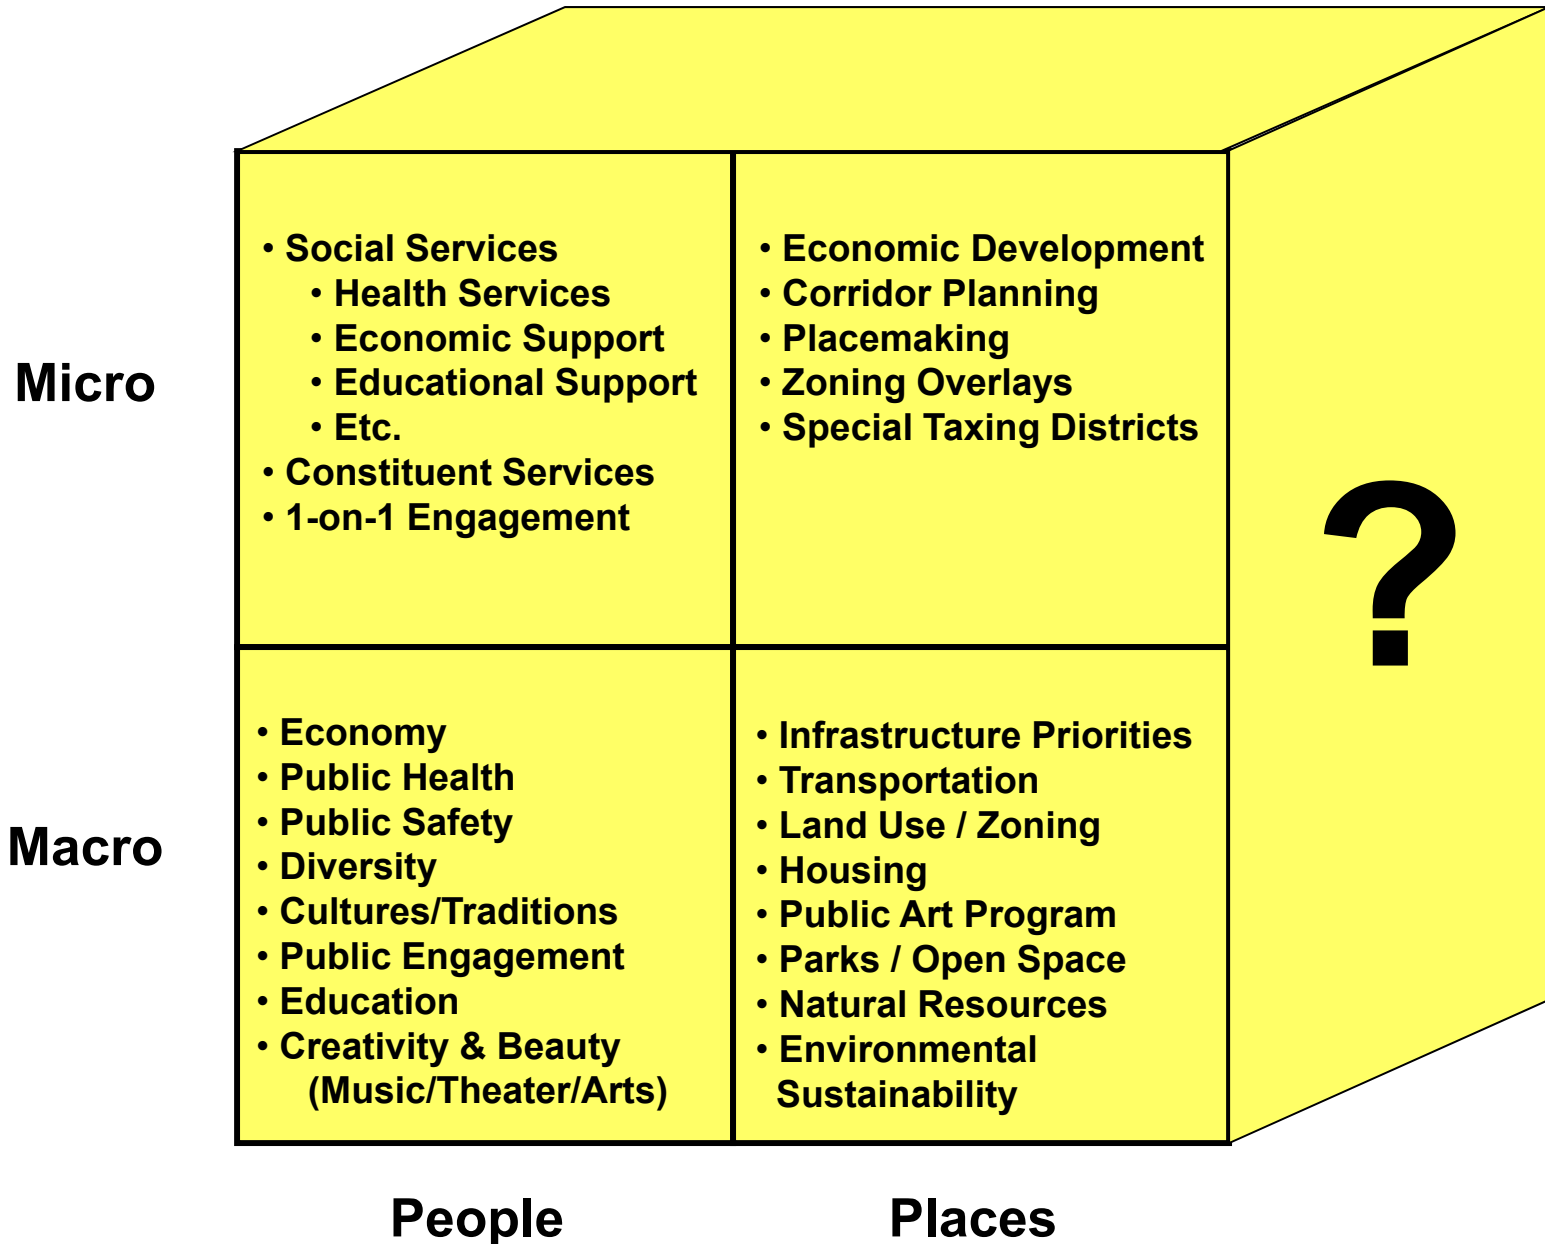 Micro
• Social Services
• Health Services
• Economic Support
• Educational Support
• Etc.
• Constituent Services
• 1-on-1 Engagement
• Economic Development
• Corridor Planning
• Placemaking
• Zoning Overlays
• Special Taxing Districts
?
Macro
• Economy
• Public Health
• Public Safety
• Diversity
• Cultures/Traditions
• Public Engagement
• Education
• Creativity & Beauty
(Music/Theater/Arts)
• Infrastructure Priorities
• Transportation
• Land Use / Zoning
• Housing
• Public Art Program
• Parks / Open Space
• Natural Resources
• Environmental
Sustainability
People
Places